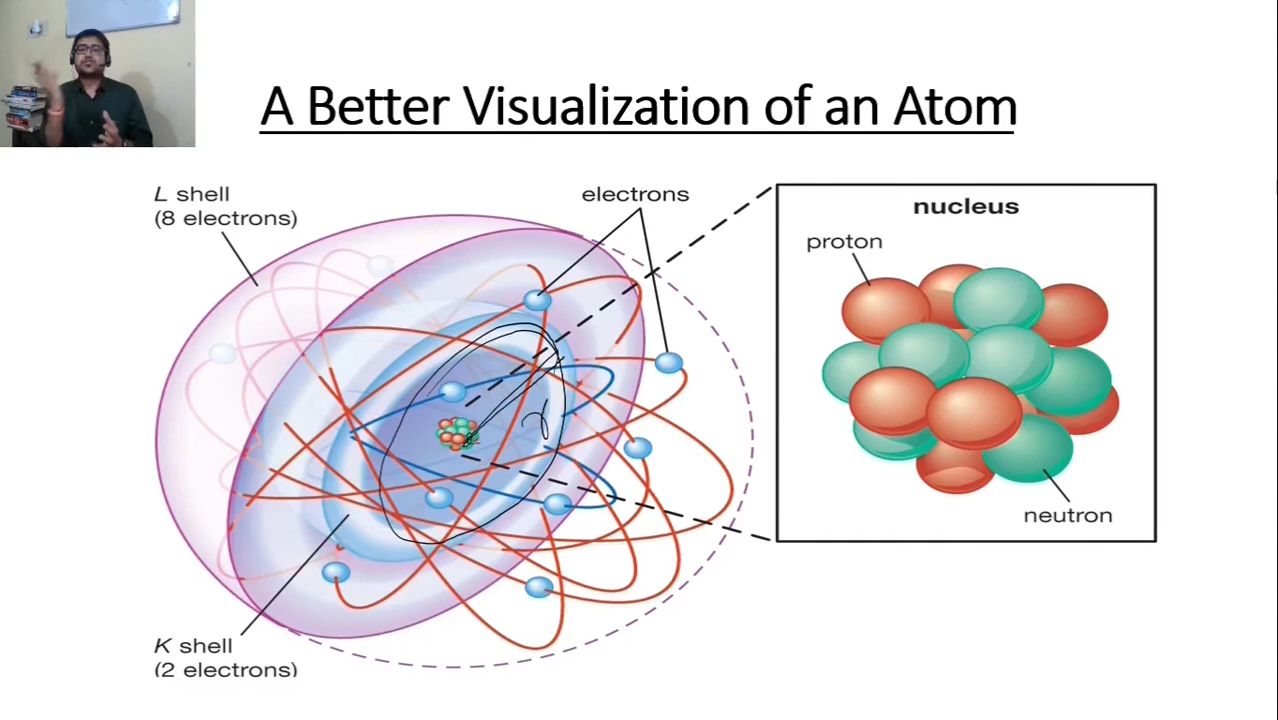 A Better Visualization of an Atom
L shell
(8 electrons)
electrons
nucleus
proton
neutron
K shell
(2 electrons)